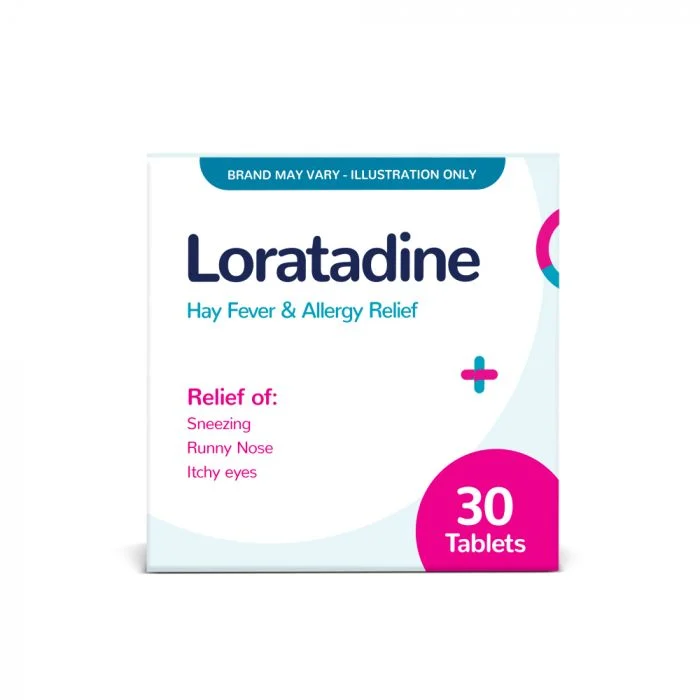 BRAND MAY VARY - ILLUSTRATION ONLY
Loratadine
Hay Fever & Allergy Relief
Relief of:
Sneezing
Runny Nose
Itchy eyes
30
Tablets